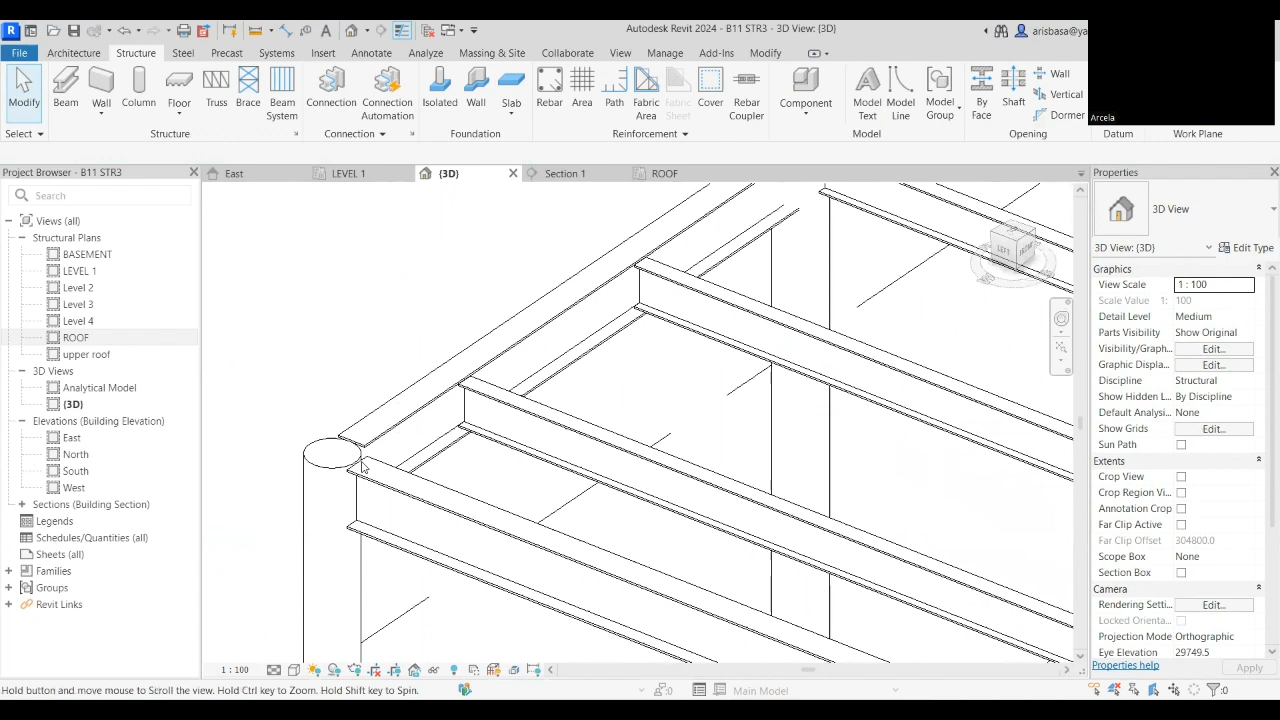 Autodesk Revit 2024 - B11 STR3 - 3D View: {3D}
arisbasa@ya
File Architecture Structure Steel Precast Systems Insert Annotate Analyze Massing & Site Collaborate View Manage Add-Ins Modify
Modify Beam Wall Column Floor Truss Brace Beam System Connection Connection Automation Isolated Wall Slab Rebar Area Path Fabric Area Fabric Sheet Cover Rebar Coupler Component Model Text Model Line Model Group By Face Shaft Wall Vertical Dormer
Arcela
Select Structure Connection Foundation Reinforcement Model Opening Datum Work Plane
Project Browser - B11 STR3
East LEVEL 1 {3D} Section 1 ROOF
Properties
Search
Views (all)
Structural Plans
BASEMENT
LEVEL 1
Level 2
Level 3
Level 4
ROOF
upper roof
3D Views
Analytical Model
{3D}
Elevations (Building Elevation)
East
North
South
West
Sections (Building Section)
Legends
Schedules/Quantities (all)
Sheets (all)
Families
Groups
Revit Links
LEFT
3D View
3D View: {3D} Edit Type
Graphics
View Scale 1 : 100
Scale Value 1: 100
Detail Level Medium
Parts Visibility Show Original
Visibility/Graph... Edit...
Graphic Displa... Edit...
Discipline Structural
Show Hidden L... By Discipline
Default Analysi... None
Show Grids Edit...
Sun Path
Extents
Crop View
Crop Region Vi...
Annotation Crop
Far Clip Active
Far Clip Offset 304800.0
Scope Box None
Section Box
Camera
Rendering Setti... Edit...
Locked Orienta...
Projection Mode Orthographic
Eye Elevation 29749.5
Properties help Apply
1 : 100
Hold button and move mouse to Scroll the view. Hold Ctrl key to Zoom. Hold Shift key to Spin.
:0
Main Model
:0